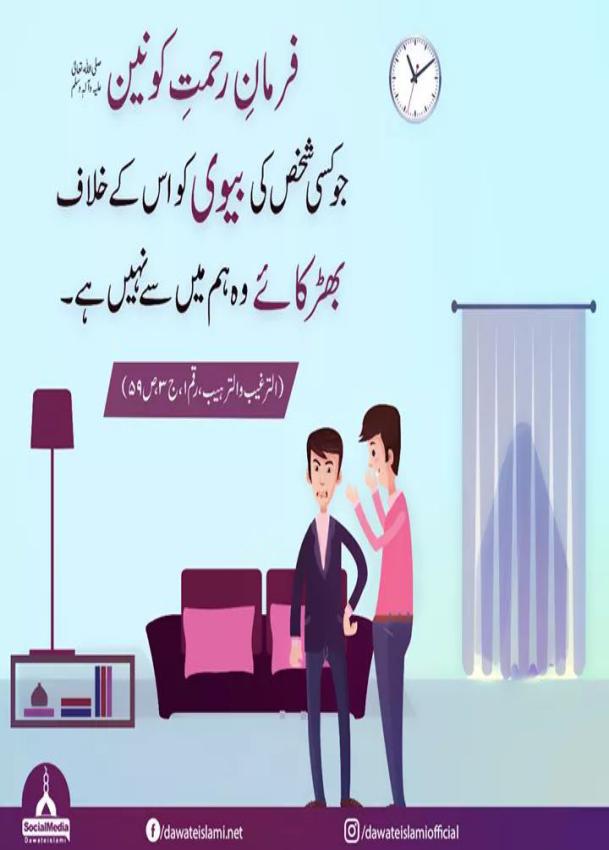 فرمانِ رحمتِ کونین صلی اللہ تعالیٰ علیہ واٰلہٖ وسلم
جو کسی شخص کی بیوی کو اس کے خلاف
بھڑکائے وہ ہم میں سے نہیں ہے۔
(الترغیب والترہیب، رقم ۱، ج ۳، ص ۵۹)
SocialMedia
Dawateislami
/dawateislami.net
/dawateislamiofficial